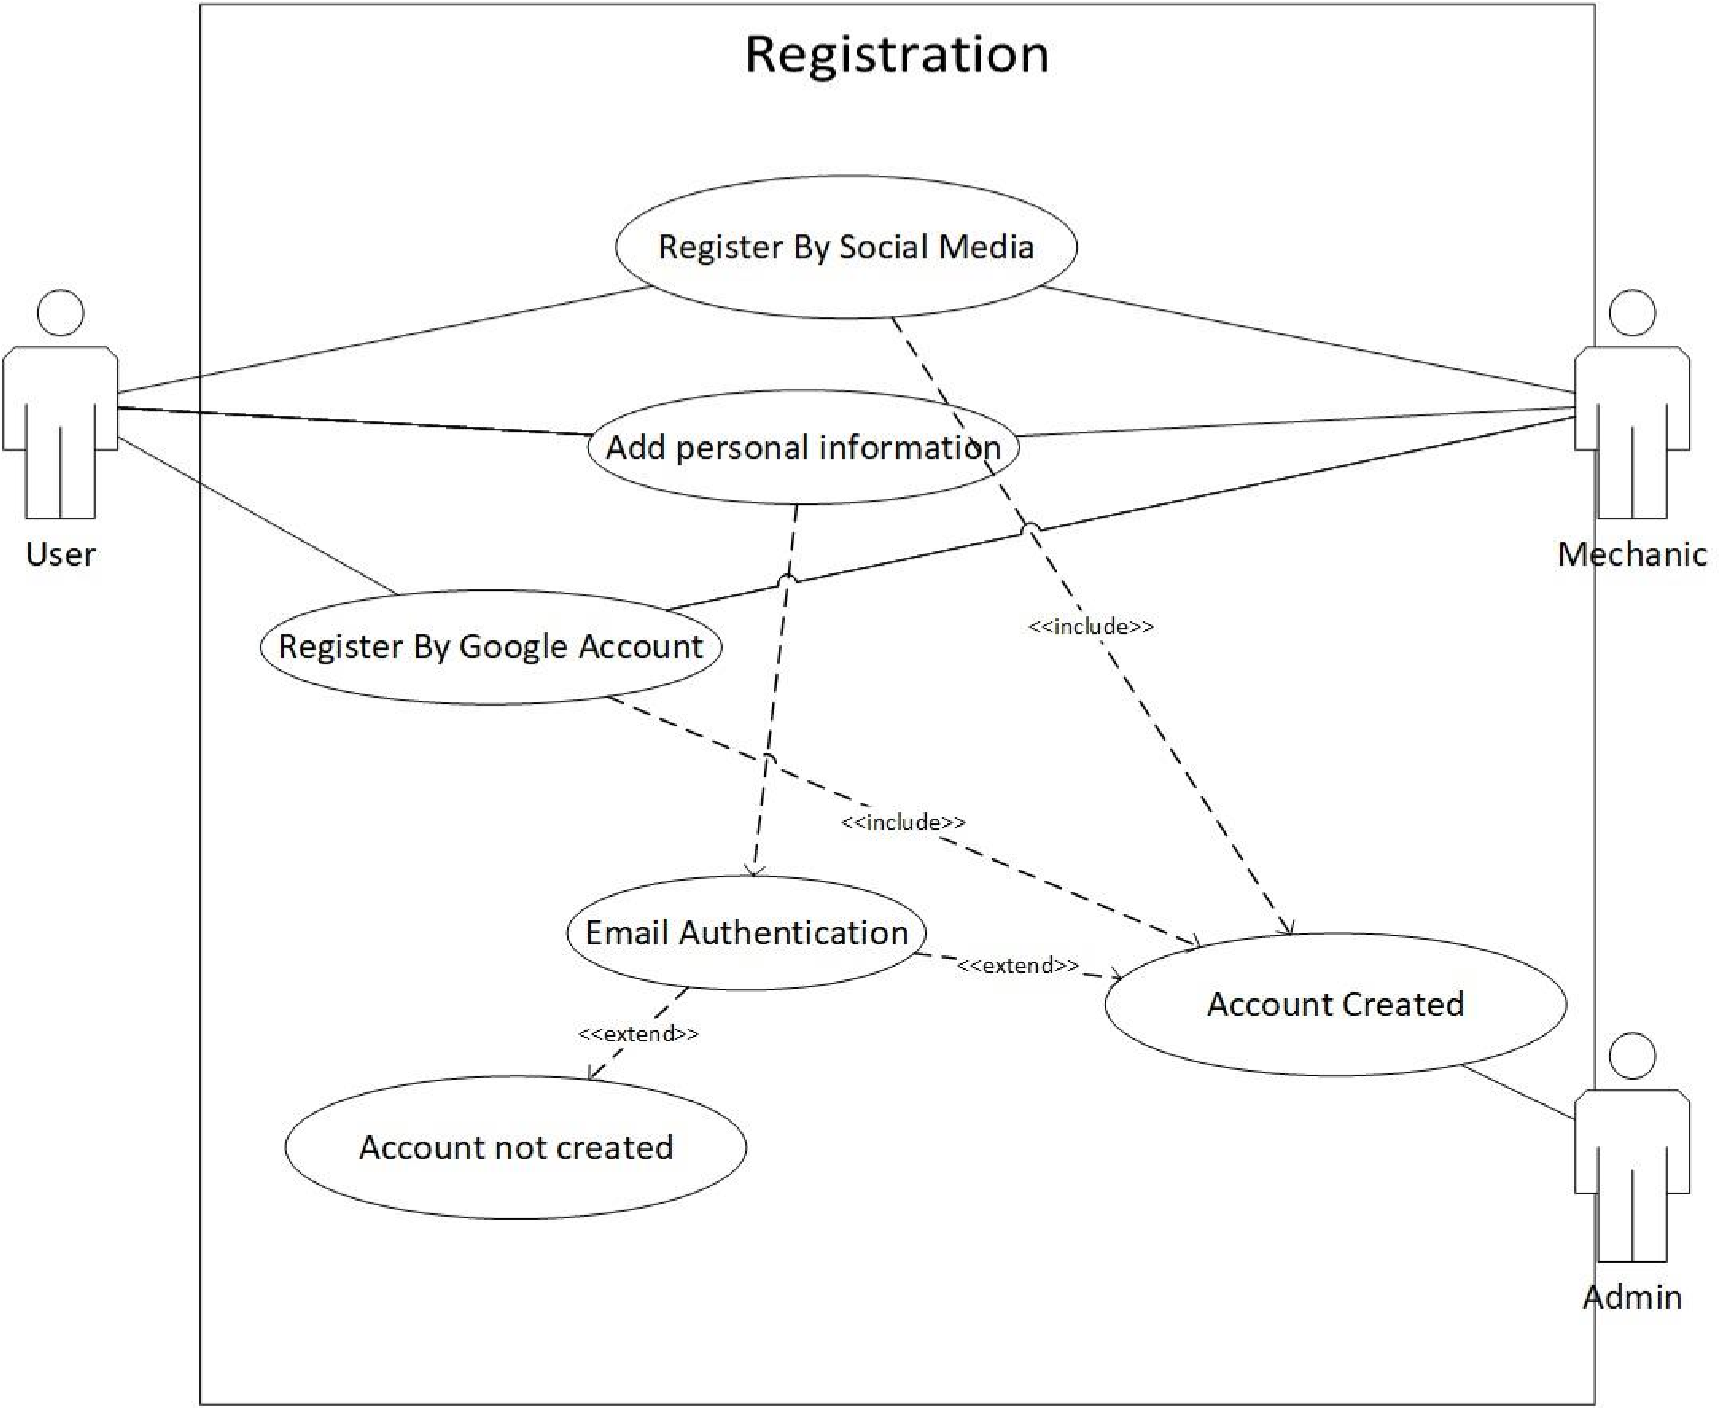 Registration
Register By Social Media
Add personal information
User
Mechanic
Register By Google Account
<<include>>
<<include>>
Email Authentication
<<extend>>
Account Created
<<extend>>
Account not created
Admin